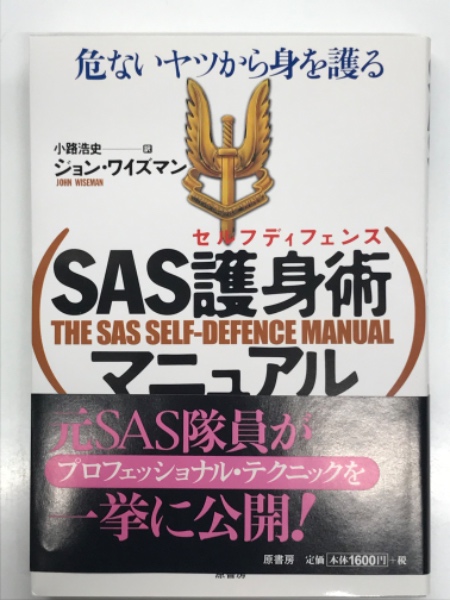 危ないヤツから身を護る
小路浩史――訳
ジョン・ワイズマン
JOHN WISEMAN
セルフディフェンス
SAS護身術
THE SAS SELF-DEFENCE MANUAL
マニュアル
元SAS隊員が
プロフェッショナル・テクニックを
一挙に公開!
原書房 定価 本体1600円+税
原書房